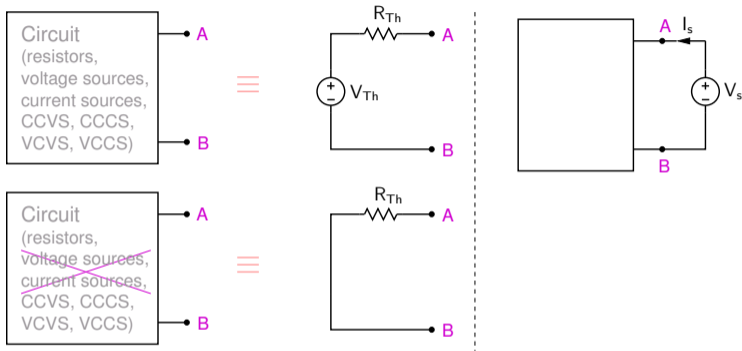 Circuit
(resistors,
voltage sources,
current sources,
CCVS, CCCS,
VCVS, VCCS)
A
B
R_Th
V_Th
A
B
Circuit
(resistors,
voltage sources,
current sources,
CCVS, CCCS,
VCVS, VCCS)
A
B
R_Th
A
B
A
I_s
V_s
B